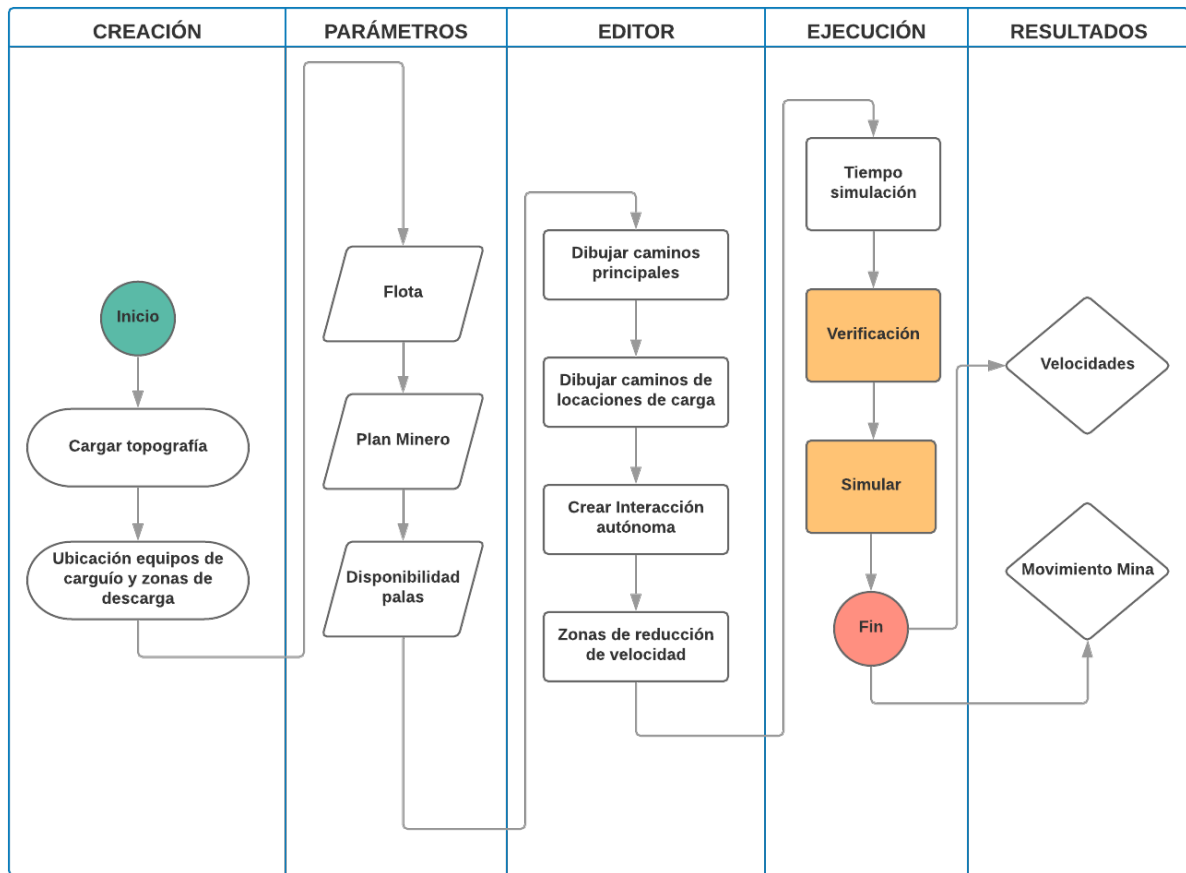 CREACIÓN
PARÁMETROS
EDITOR
EJECUCIÓN
RESULTADOS
Inicio
Cargar topografía
Ubicación equipos de
carguío y zonas de
descarga
Flota
Plan Minero
Disponibilidad
palas
Dibujar caminos
principales
Dibujar caminos de
locaciones de carga
Crear Interacción
autónoma
Zonas de reducción
de velocidad
Tiempo
simulación
Verificación
Simular
Fin
Velocidades
Movimiento Mina